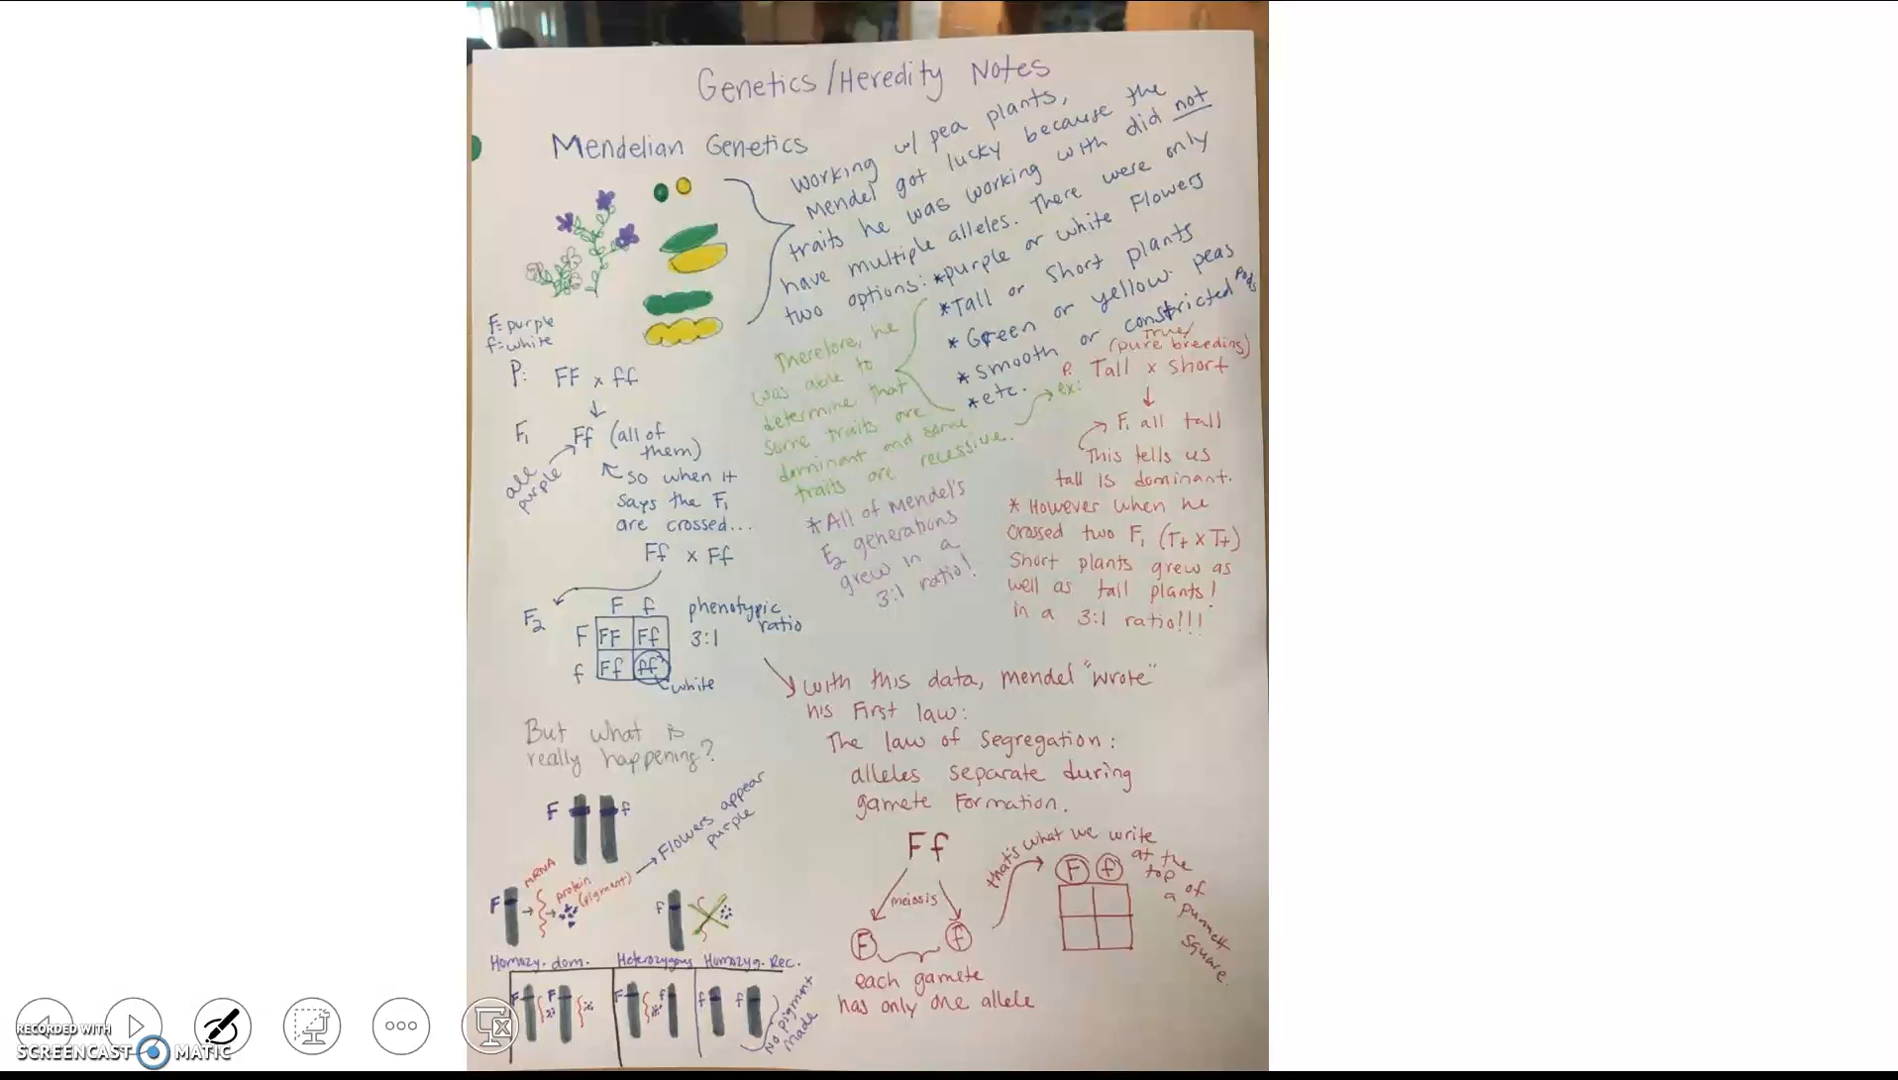 Genetics/Heredity Notes
Mendelian Genetics
Working w/ pea plants,
Mendel got lucky because the
traits he was working with did not
have multiple alleles. There were only
two options: *purple or white flowers
*Tall or short plants
*Green or yellow peas
*Smooth or constricted Pods
*etc.
F=purple
f=white
P: FF x ff
F1 Ff (all of
them)
all
purple
so when it
says the F1
are crossed...
Ff x Ff
F2
F f
F FF Ff
f Ff ff
white
phenotypic
ratio
3:1
Therefore, he
was able to
determine that
some traits are
dominant and some
traits are recessive.
ex:
*All of Mendel's
F2 generations
grew in a
3:1 ratio!
True/
(pure breeding)
P. Tall x Short
F1 all tall
This tells us
tall is dominant.
* However when he
crossed two F1 (Tt x Tt)
Short plants grew as
well as tall plants!
in a 3:1 ratio!!!
with this data, Mendel "wrote"
his First law:
The law of Segregation:
alleles separate during
gamete Formation.
Ff
meiosis
F f
each gamete
has only one allele
that's what we write
at the
top of
a punnett
square.
F f
But what is
really happening?
F f
F
mRNA
protein
(pigment)
Flowers appear
purple
f
Homozy. dom. Heterozygous Homozyg. Rec.
F F F f f f
No pigment
made
RECORDED WITH
SCREENCAST MATIC